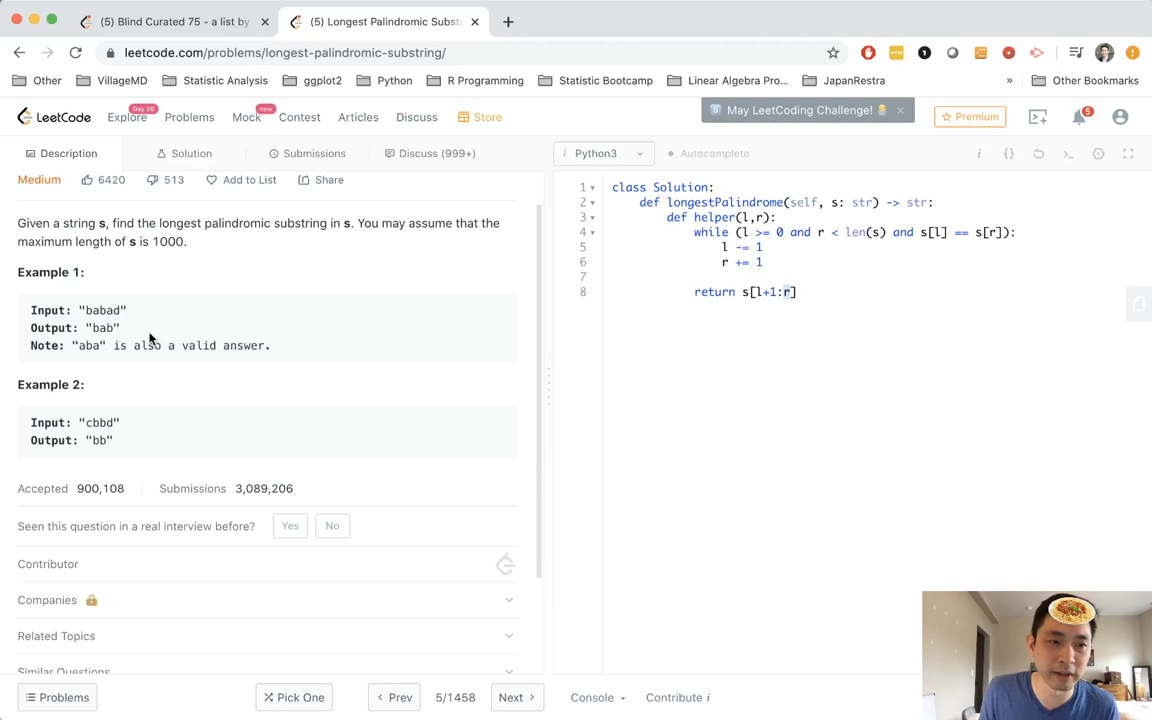 (5) Blind Curated 75 - a list by
(5) Longest Palindromic Subst
leetcode.com/problems/longest-palindromic-substring/
Other
VillageMD
Statistic Analysis
ggplot2
Python
R Programming
Statistic Bootcamp
Linear Algebra Pro...
JapanRestra
»
Other Bookmarks
LeetCode
Explore
Day 26
Problems
Mock
new
Contest
Articles
Discuss
Store
May LeetCoding Challenge!
Premium
5
Description
Solution
Submissions
Discuss (999+)
i Python3
Autocomplete
Medium
6420
513
Add to List
Share
Given a string s, find the longest palindromic substring in s. You may assume that the
maximum length of s is 1000.
Example 1:
Input: "babad"
Output: "bab"
Note: "aba" is also a valid answer.
Example 2:
Input: "cbbd"
Output: "bb"
Accepted 900,108
Submissions 3,089,206
Seen this question in a real interview before?
Yes
No
Contributor
Companies
Related Topics
Similar Questions
1 class Solution:
2 def longestPalindrome(self, s: str) -> str:
3 def helper(l,r):
4 while (l >= 0 and r < len(s) and s[l] == s[r]):
5 l -= 1
6 r += 1
7
8 return s[l+1:r]
Problems
Pick One
Prev
5/1458
Next
Console
Contribute i